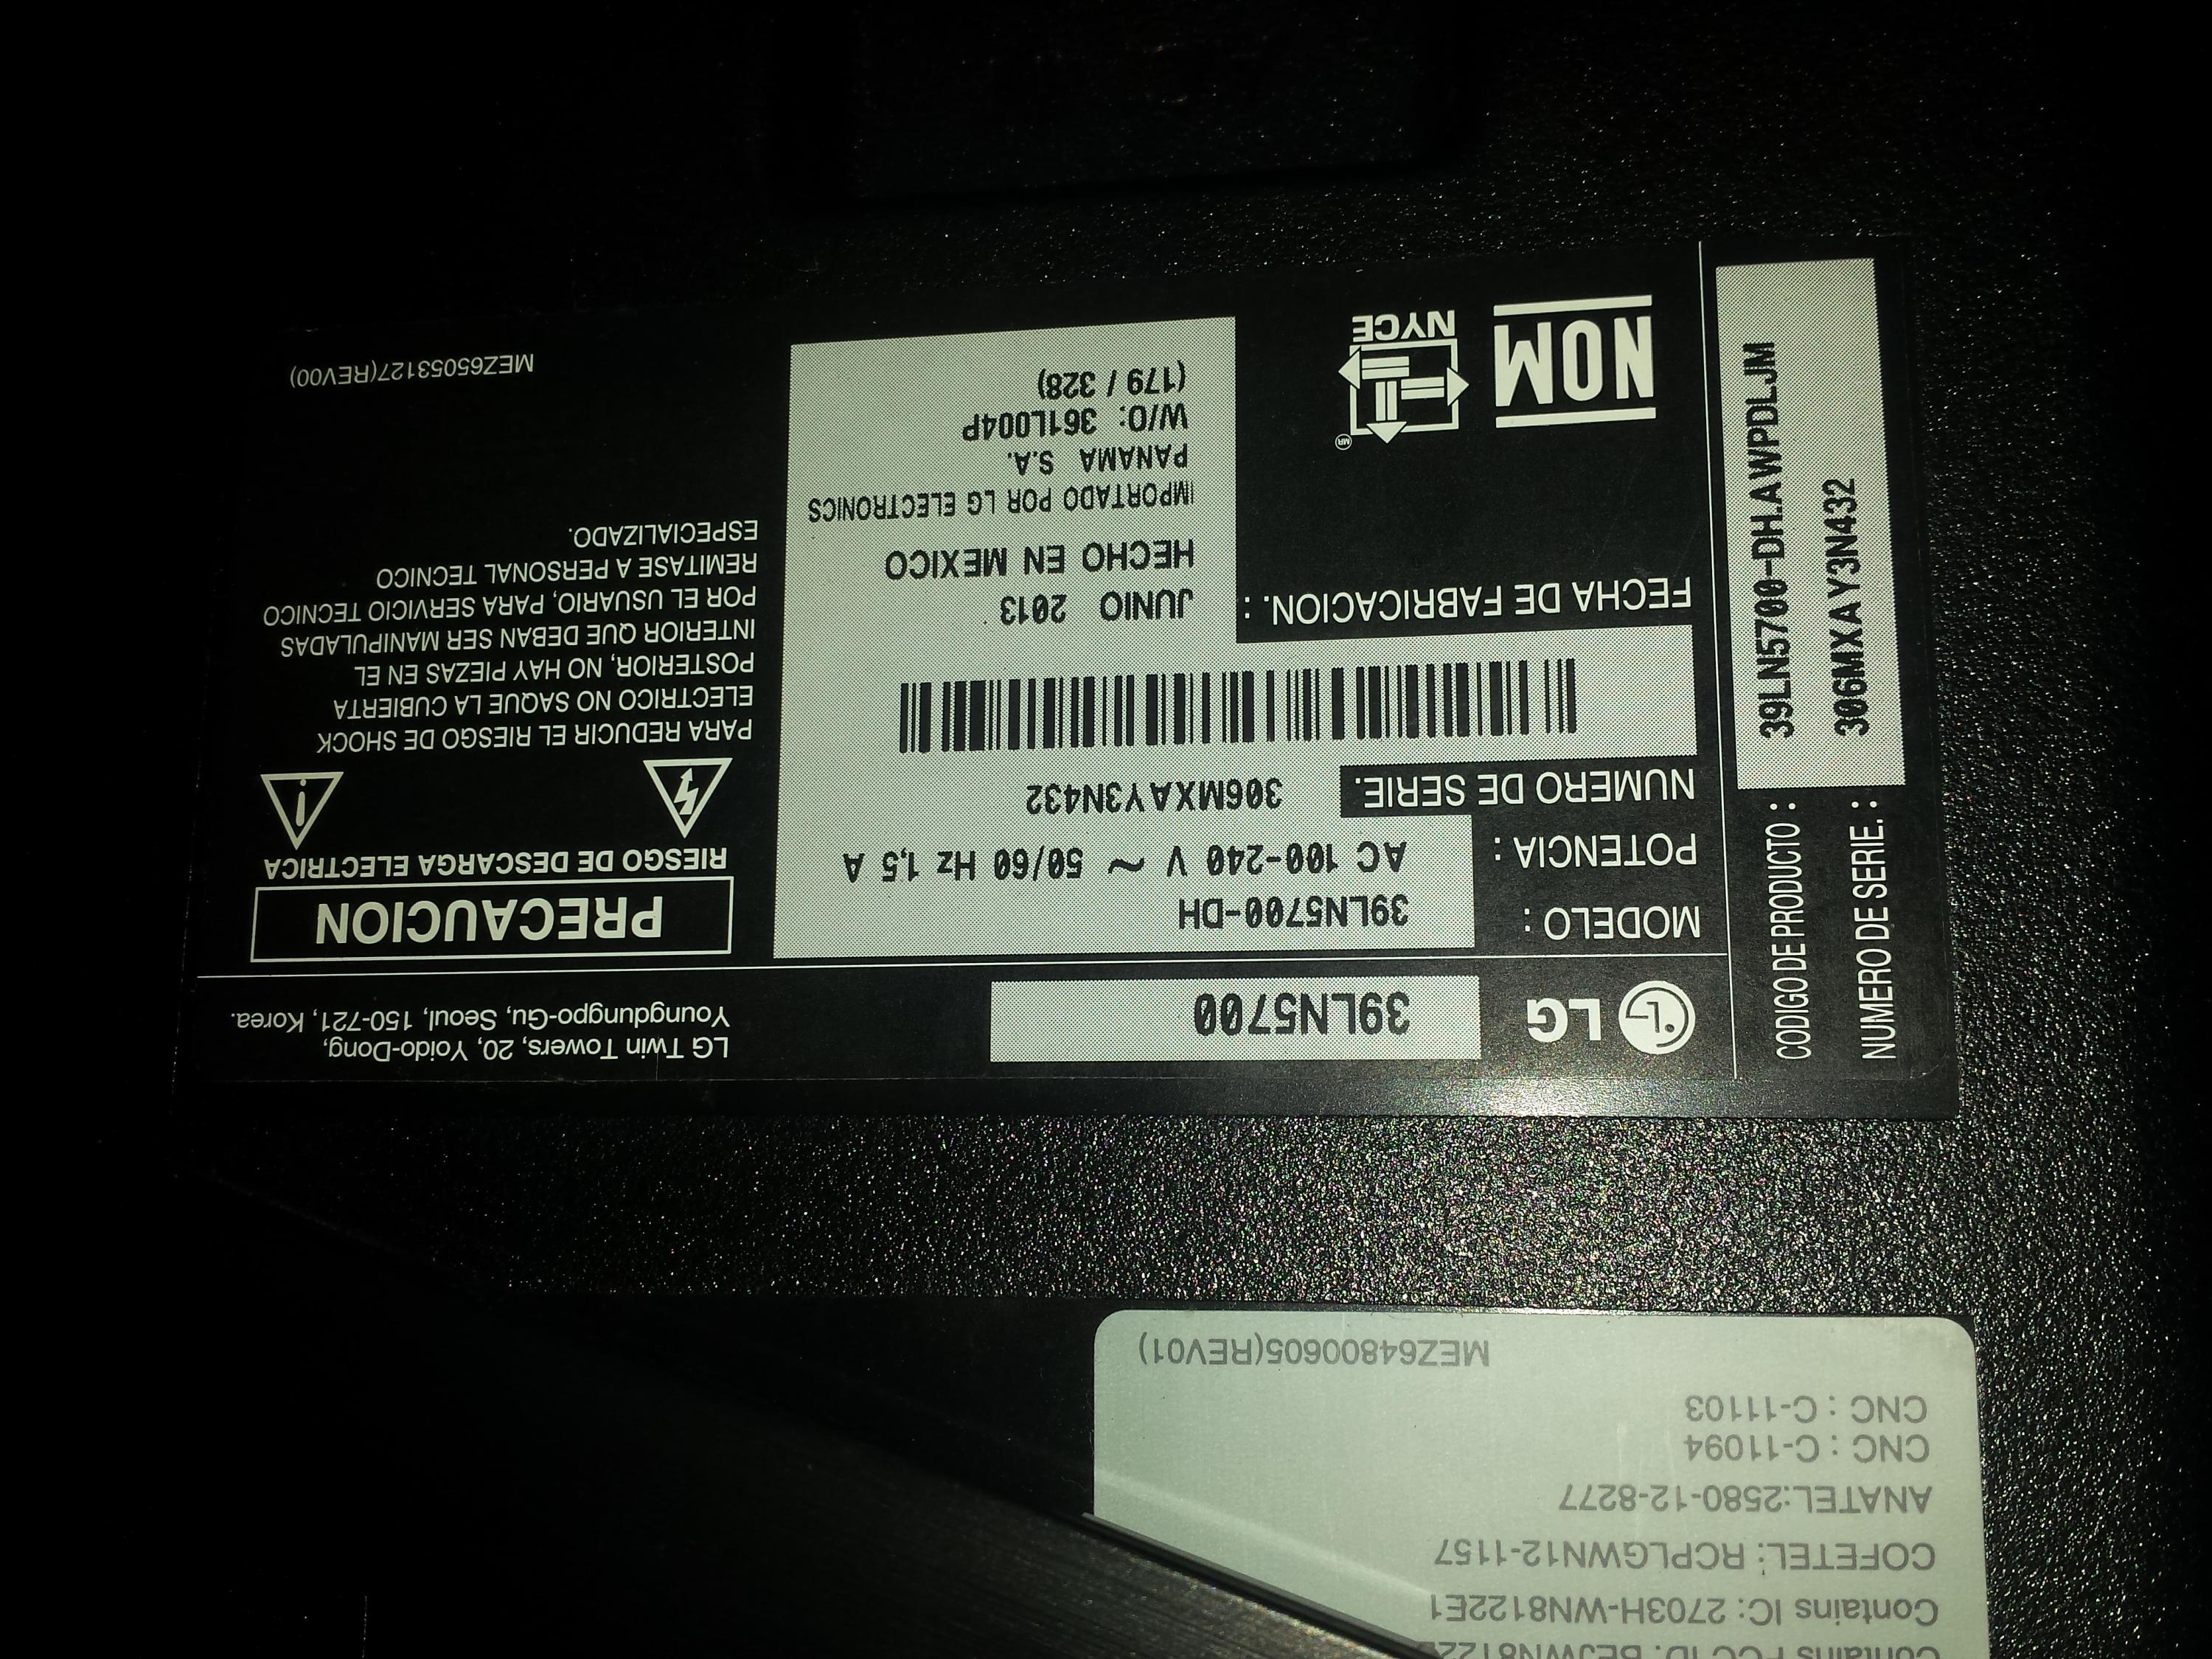 LG 39LN5700
LG Twin Towers, 20, Yoido-Dong,
Youngdungpo-Gu, Seoul, 150-721, Korea.
MODELO : 39LN5700-DH
POTENCIA : AC 100-240 V ~ 50/60 Hz 1,5 A
NUMERO DE SERIE. 306MXAY3N432
FECHA DE FABRICACION. : JUNIO 2013
HECHO EN MEXICO
IMPORTADO POR LG ELECTRONICS
PANAMA S.A.
W/O: 361L004P
(179 / 328)
NOM
NYCE
MR
PRECAUCION
RIESGO DE DESCARGA ELECTRICA
PARA REDUCIR EL RIESGO DE SHOCK
ELECTRICO NO SAQUE LA CUBIERTA
POSTERIOR, NO HAY PIEZAS EN EL
INTERIOR QUE DEBAN SER MANIPULADAS
POR EL USUARIO, PARA SERVICIO TECNICO
REMITASE A PERSONAL TECNICO
ESPECIALIZADO.
MEZ65053127(REV00)
CODIGO DE PRODUCTO : 39LN5700-DH.AWPDLJM
NUMERO DE SERIE. : 306MXAY3N432
Contains FCC ID: BEJWN8122
Contains IC: 2703H-WN8122E1
COFETEL: RCPLGWN12-1157
ANATEL:2580-12-8277
CNC : C-11094
CNC : C-11103
MEZ64800605(REV01)